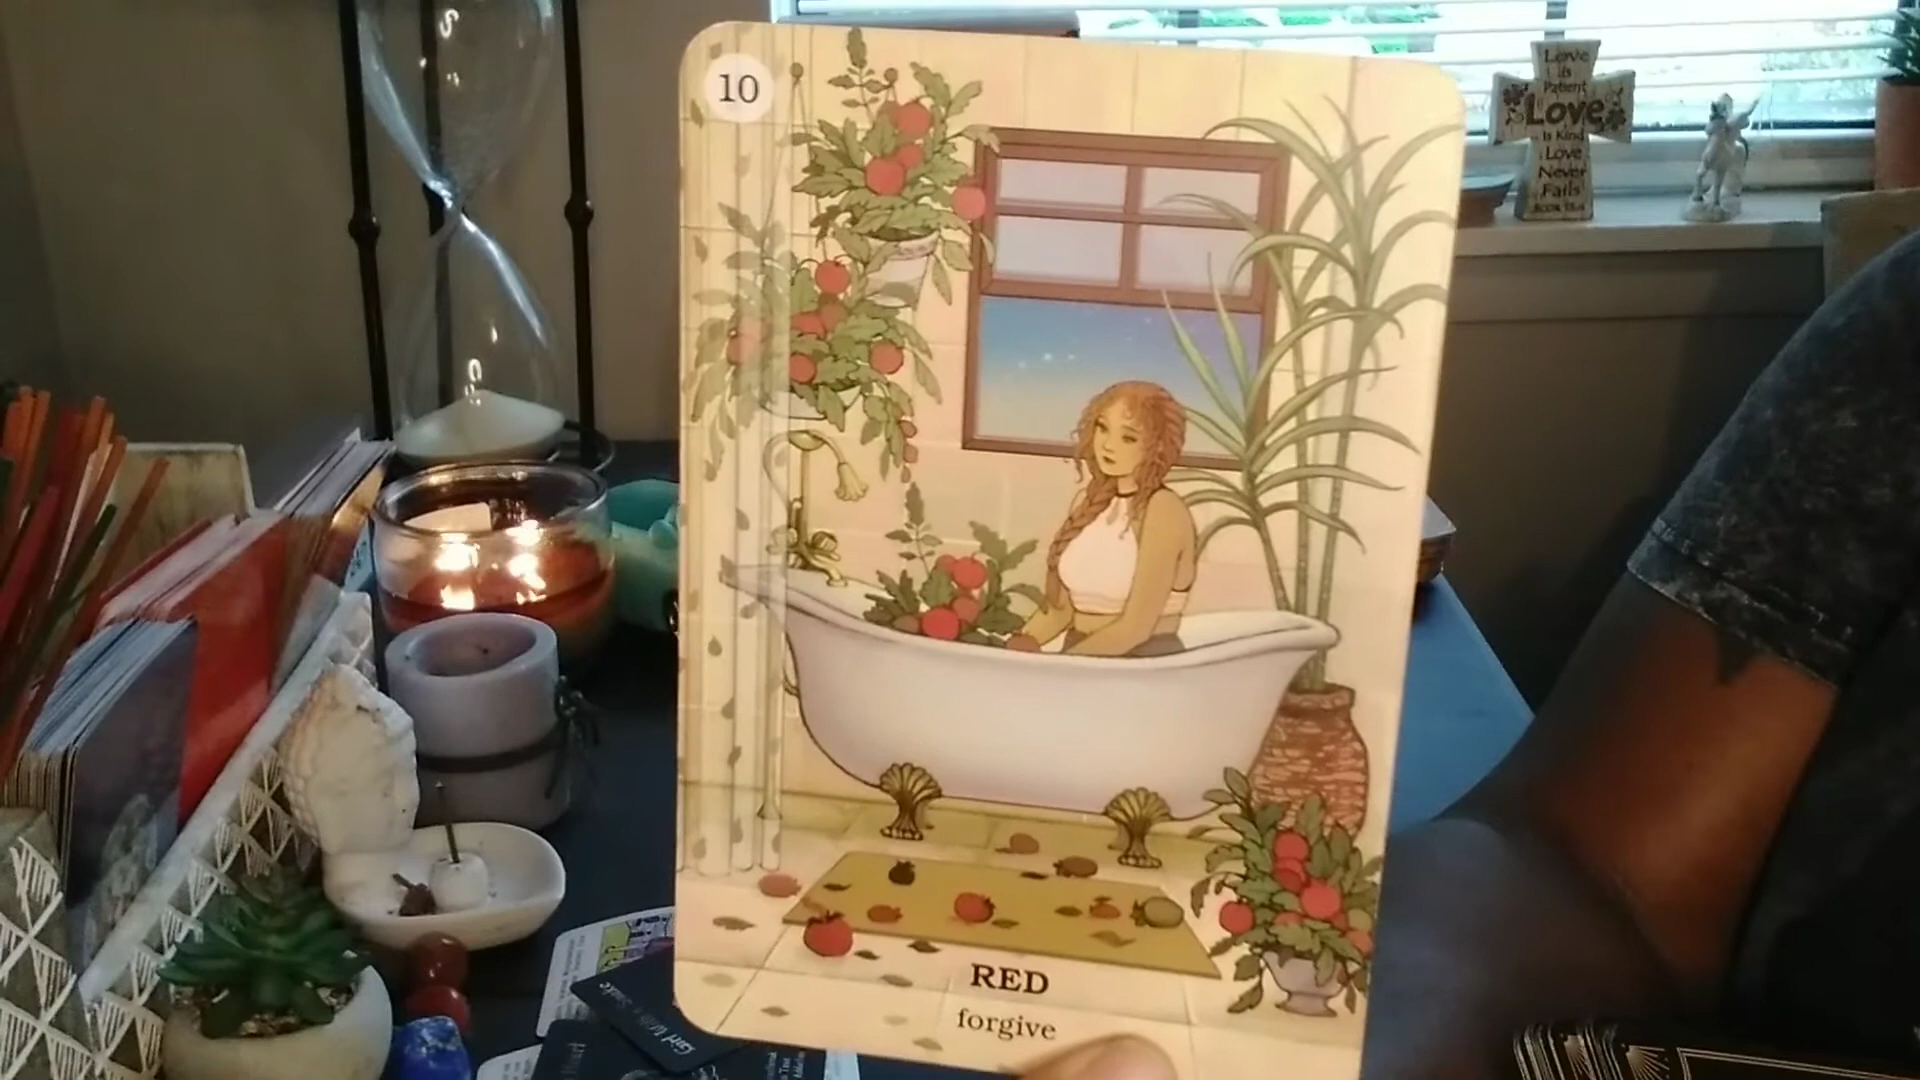 10
RED
forgive
Love
is
Patient
Love
is Kind
Love
Never
Fails